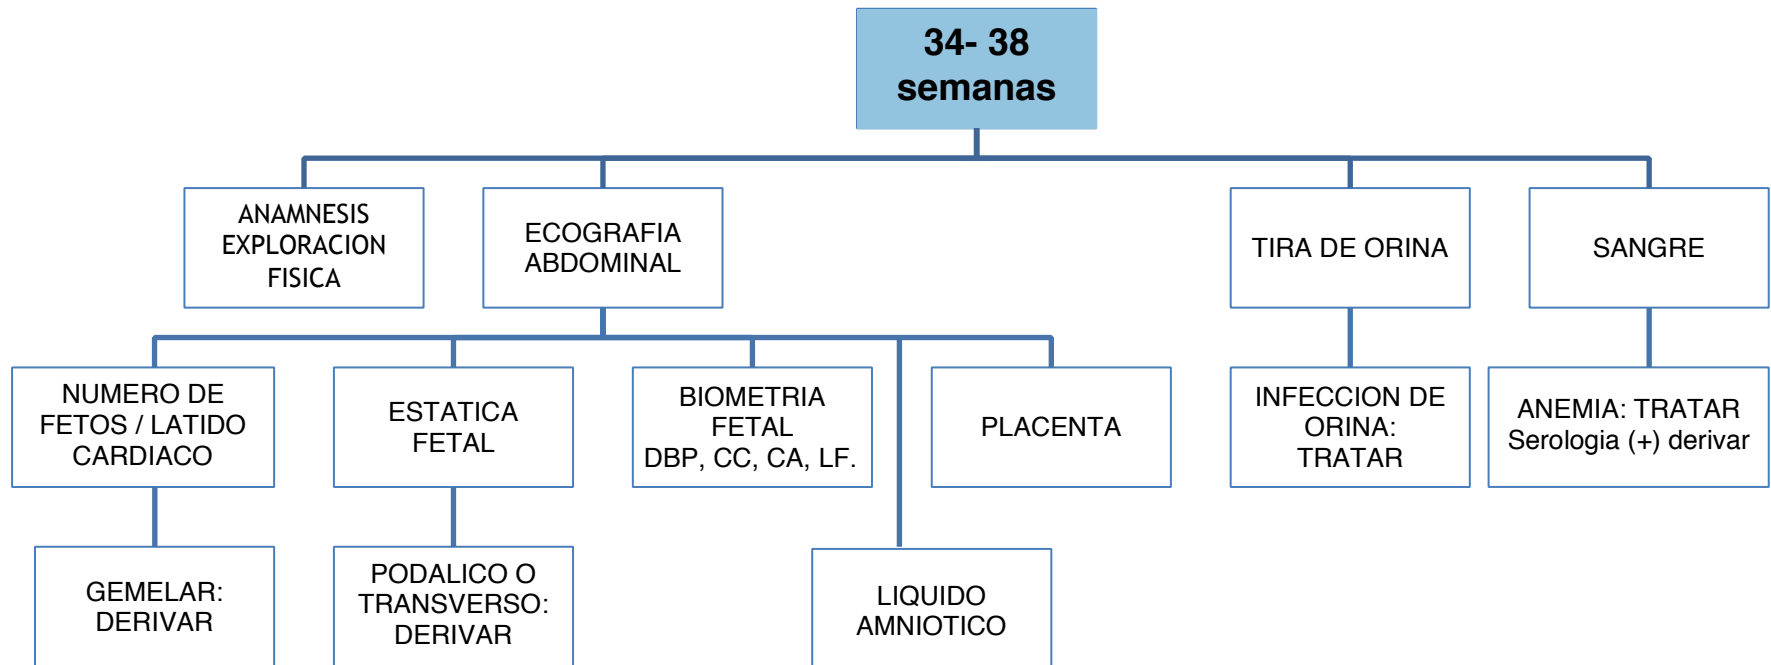 34- 38
semanas
ANAMNESIS
EXPLORACION
FISICA
ECOGRAFIA
ABDOMINAL
TIRA DE ORINA
SANGRE
NUMERO DE
FETOS / LATIDO
CARDIACO
ESTATICA
FETAL
BIOMETRIA
FETAL
DBP, CC, CA, LF.
PLACENTA
INFECCION DE
ORINA:
TRATAR
ANEMIA: TRATAR
Serologia (+) derivar
GEMELAR:
DERIVAR
PODALICO O
TRANSVERSO:
DERIVAR
LIQUIDO
AMNIOTICO